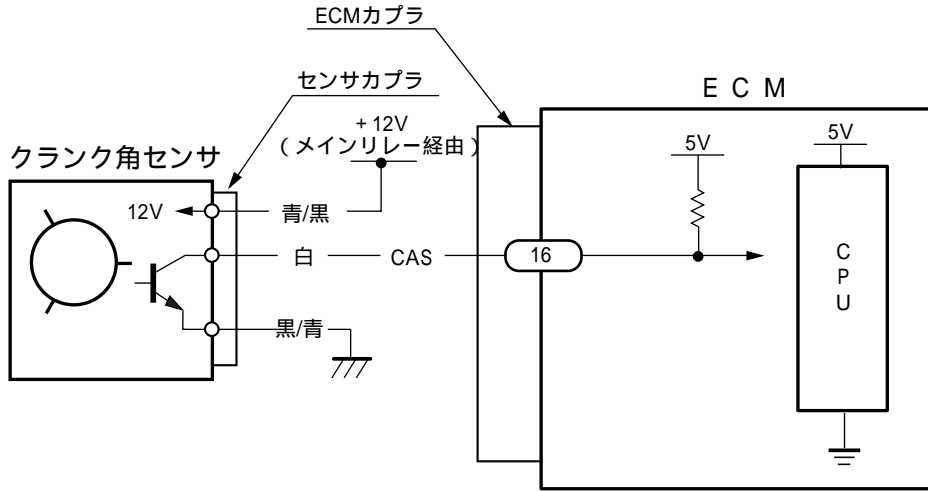 ECMカプラ
センサカプラ
ECM
+12V
(メインリレー経由)
5V
5V
クランク角センサ
12V
青/黒
白
CAS
16
CPU
黒/青